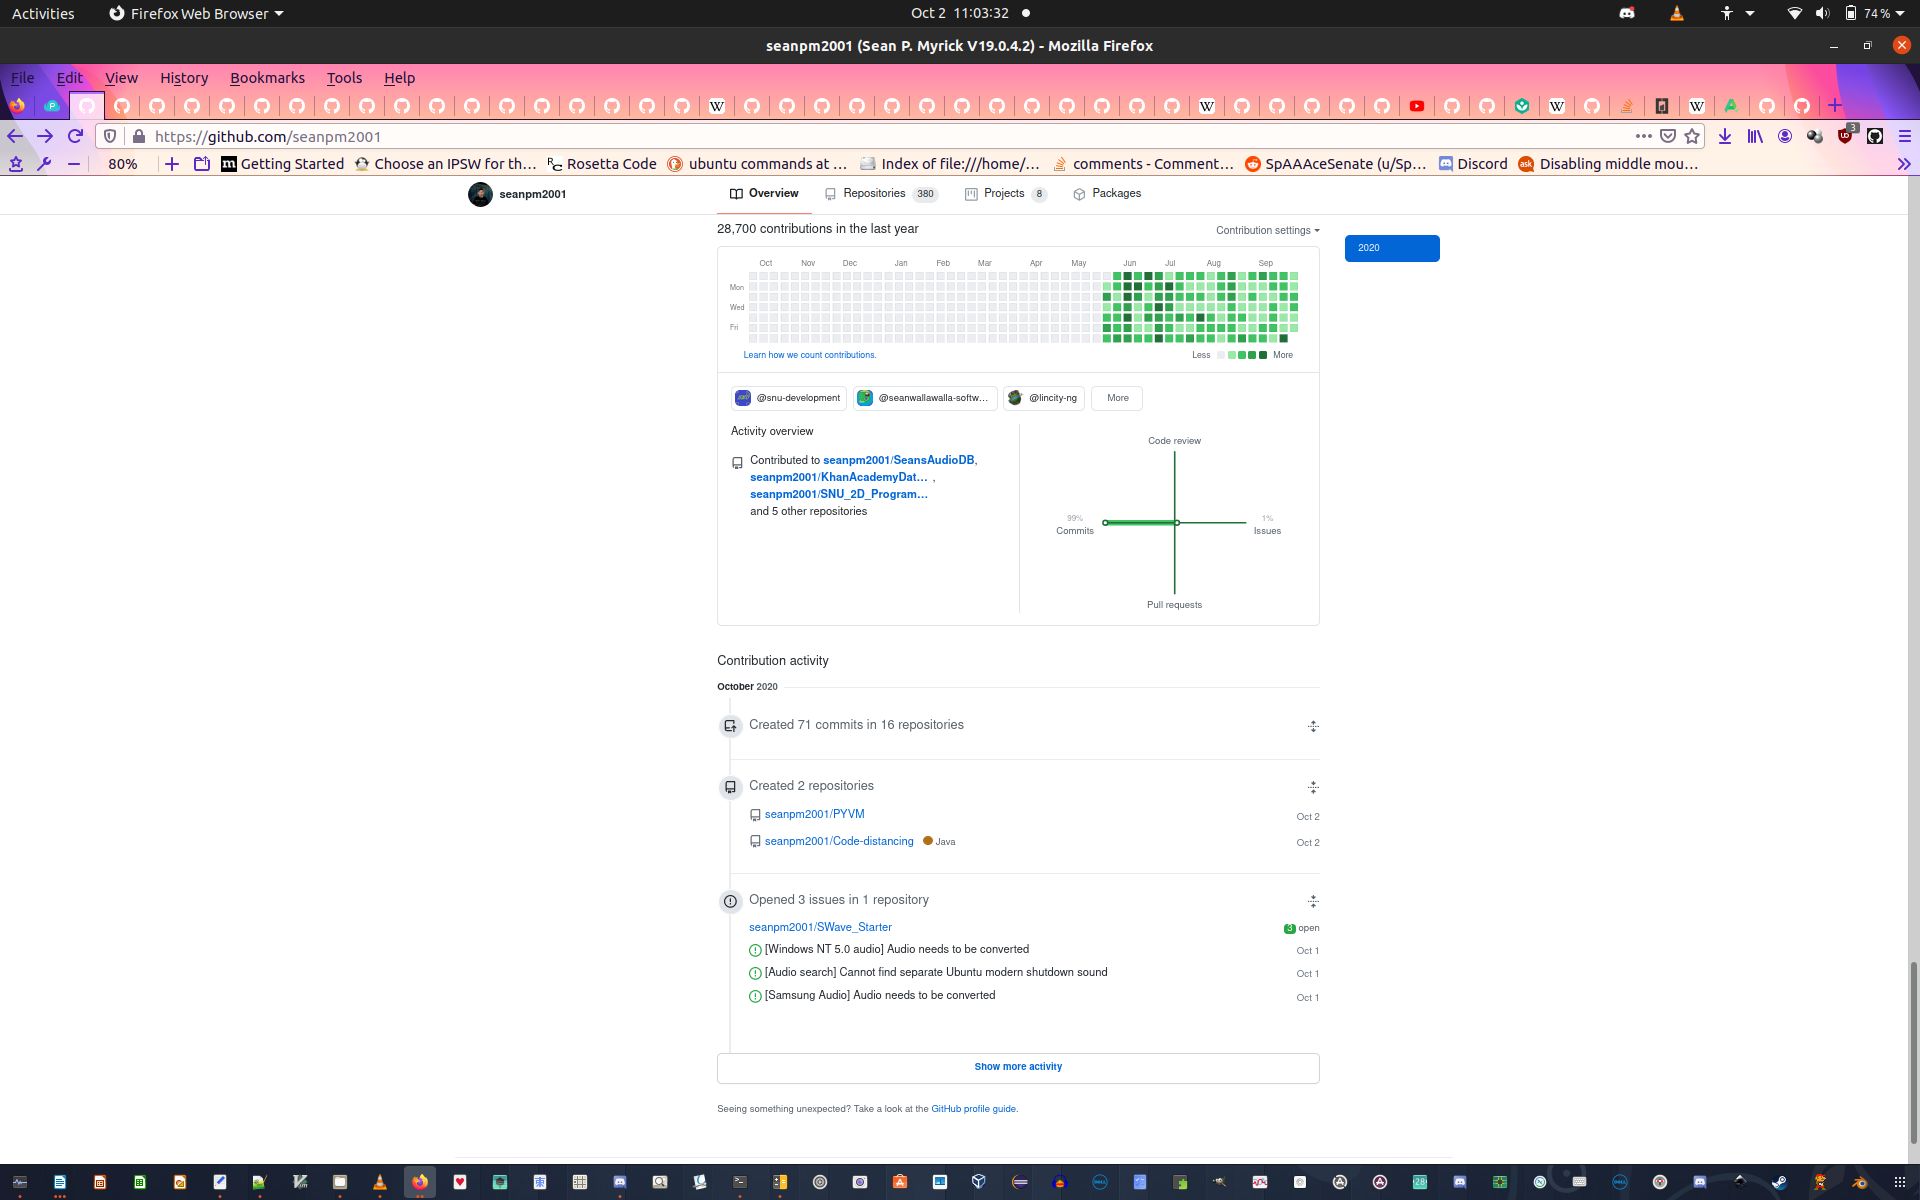 Activities
Firefox Web Browser
Oct 2 11:03:32
74 %
seanpm2001 (Sean P. Myrick V19.0.4.2) - Mozilla Firefox
File Edit View History Bookmarks Tools Help
https://github.com/seanpm2001
3
80%
Getting Started
Choose an IPSW for th…
Rosetta Code
ubuntu commands at …
Index of file:///home/…
comments - Comment…
SpAAAceSenate (u/Sp…
Discord
Disabling middle mou…
seanpm2001
Overview
Repositories 380
Projects 8
Packages
28,700 contributions in the last year
Contribution settings
2020
Oct Nov Dec Jan Feb Mar Apr May Jun Jul Aug Sep
Mon
Wed
Fri
Learn how we count contributions.
Less More
@snu-development
@seanwallawalla-softw…
@lincity-ng
More
Activity overview
Contributed to seanpm2001/SeansAudioDB,
seanpm2001/KhanAcademyDat… ,
seanpm2001/SNU_2D_Program…
and 5 other repositories
Code review
99%
Commits
1%
Issues
Pull requests
Contribution activity
October 2020
Created 71 commits in 16 repositories
Created 2 repositories
seanpm2001/PYVM Oct 2
seanpm2001/Code-distancing Java Oct 2
Opened 3 issues in 1 repository
seanpm2001/SWave_Starter 3 open
[Windows NT 5.0 audio] Audio needs to be converted Oct 1
[Audio search] Cannot find separate Ubuntu modern shutdown sound Oct 1
[Samsung Audio] Audio needs to be converted Oct 1
Show more activity
Seeing something unexpected? Take a look at the GitHub profile guide.